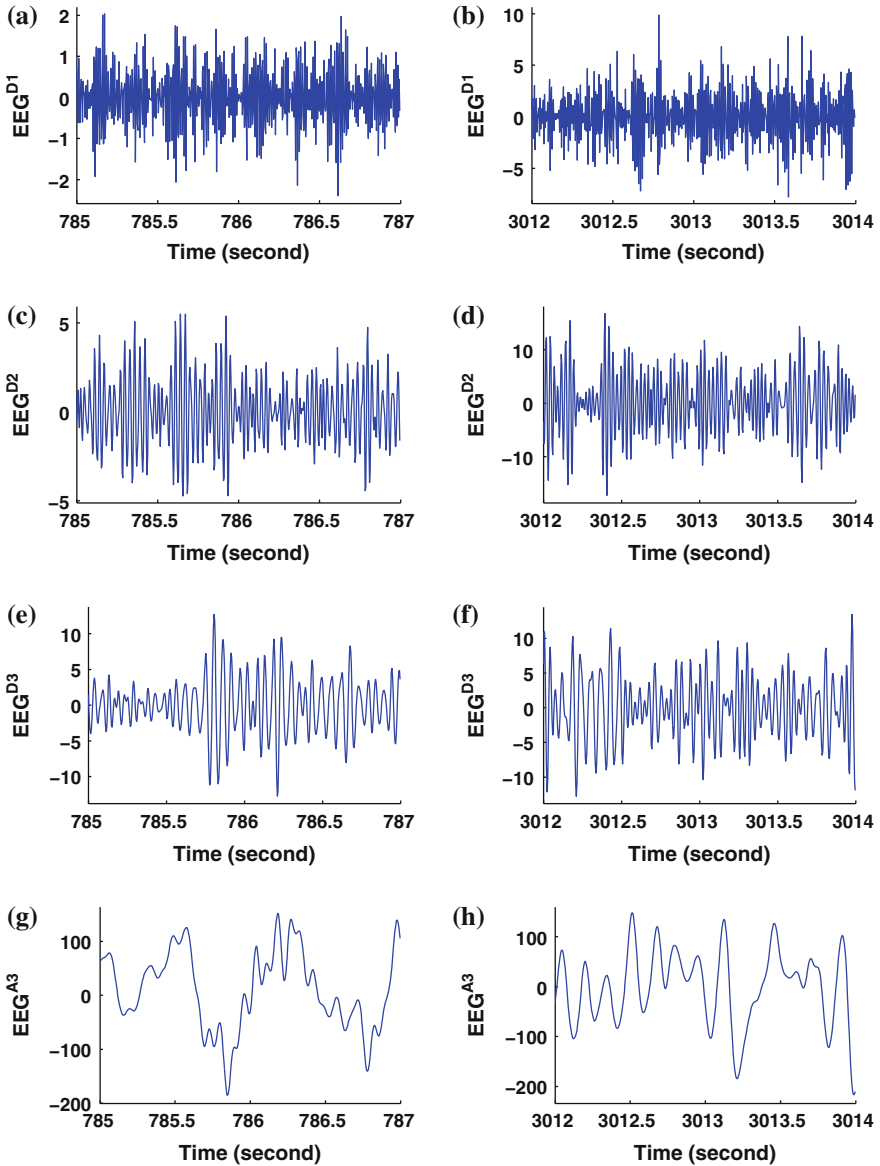 (a)
EEG^D1
2
1
0
−1
−2
785 785.5 786 786.5 787
Time (second)
(b)
EEG^D1
10
5
0
−5
3012 3012.5 3013 3013.5 3014
Time (second)
(c)
EEG^D2
5
0
−5
785 785.5 786 786.5 787
Time (second)
(d)
EEG^D2
10
0
−10
3012 3012.5 3013 3013.5 3014
Time (second)
(e)
EEG^D3
10
5
0
−5
−10
785 785.5 786 786.5 787
Time (second)
(f)
EEG^D3
10
5
0
−5
−10
3012 3012.5 3013 3013.5 3014
Time (second)
(g)
EEG^A3
100
0
−100
−200
785 785.5 786 786.5 787
Time (second)
(h)
EEG^A3
100
0
−100
−200
3012 3012.5 3013 3013.5 3014
Time (second)